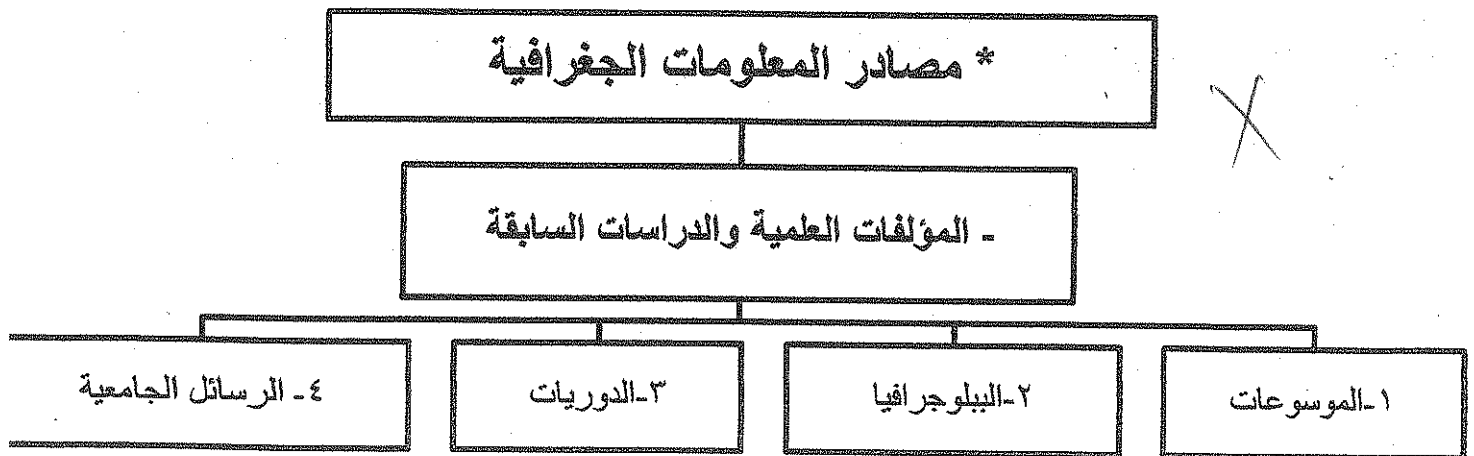 * مصادر المعلومات الجغرافية
- المؤلفات العلمية والدراسات السابقة
١-الموسوعات
٢-الببلوجرافيا
٣-الدوريات
٤- الرسائل الجامعية